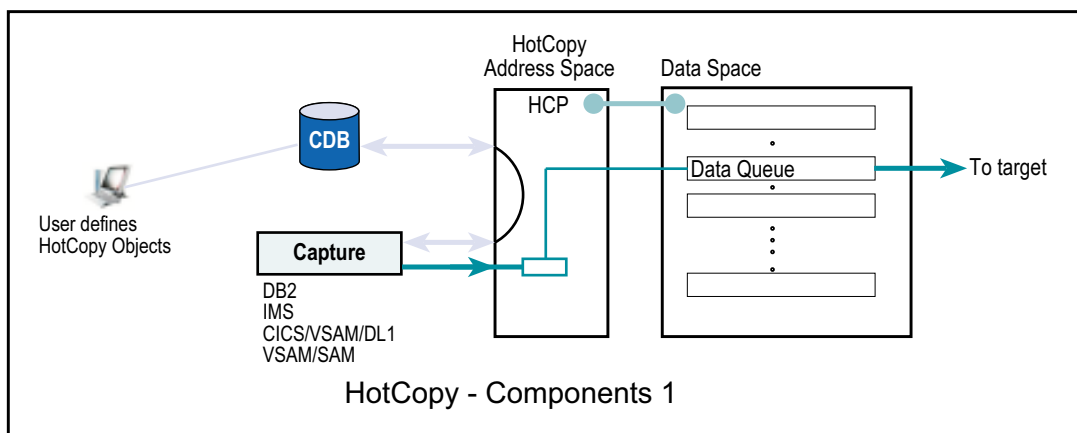 HotCopy
Address Space
Data Space
HCP
CDB
Data Queue
To target
User defines
HotCopy Objects
Capture
DB2
IMS
CICS/VSAM/DL1
VSAM/SAM
HotCopy - Components 1